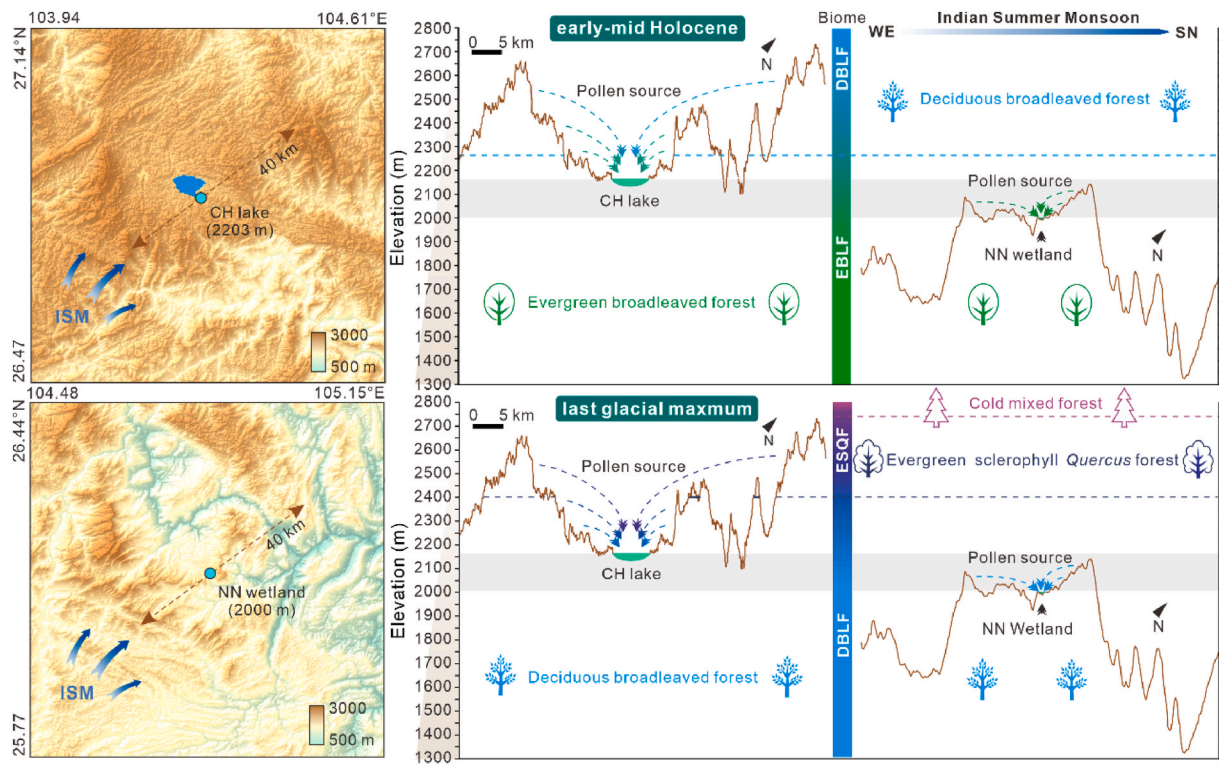 103.94
104.61°E
27.14°N
26.47
40 km
CH lake
(2203 m)
ISM
3000
500 m
104.48
105.15°E
26.44°N
25.77
40 km
NN wetland
(2000 m)
ISM
3000
500 m
early-mid Holocene
Biome
Indian Summer Monsoon
WE
SN
Elevation (m)
2800
2700
2600
2500
2400
2300
2200
2100
2000
1900
1800
1700
1600
1500
1400
1300
0 5 km
N
Pollen source
CH lake
Evergreen broadleaved forest
DBLF
EBLF
Deciduous broadleaved forest
Pollen source
NN wetland
N
last glacial maxmum
Elevation (m)
2800
2700
2600
2500
2400
2300
2200
2100
2000
1900
1800
1700
1600
1500
1400
1300
0 5 km
N
Pollen source
CH lake
Deciduous broadleaved forest
ESQF
DBLF
Cold mixed forest
Evergreen sclerophyll Quercus forest
Pollen source
NN Wetland
N